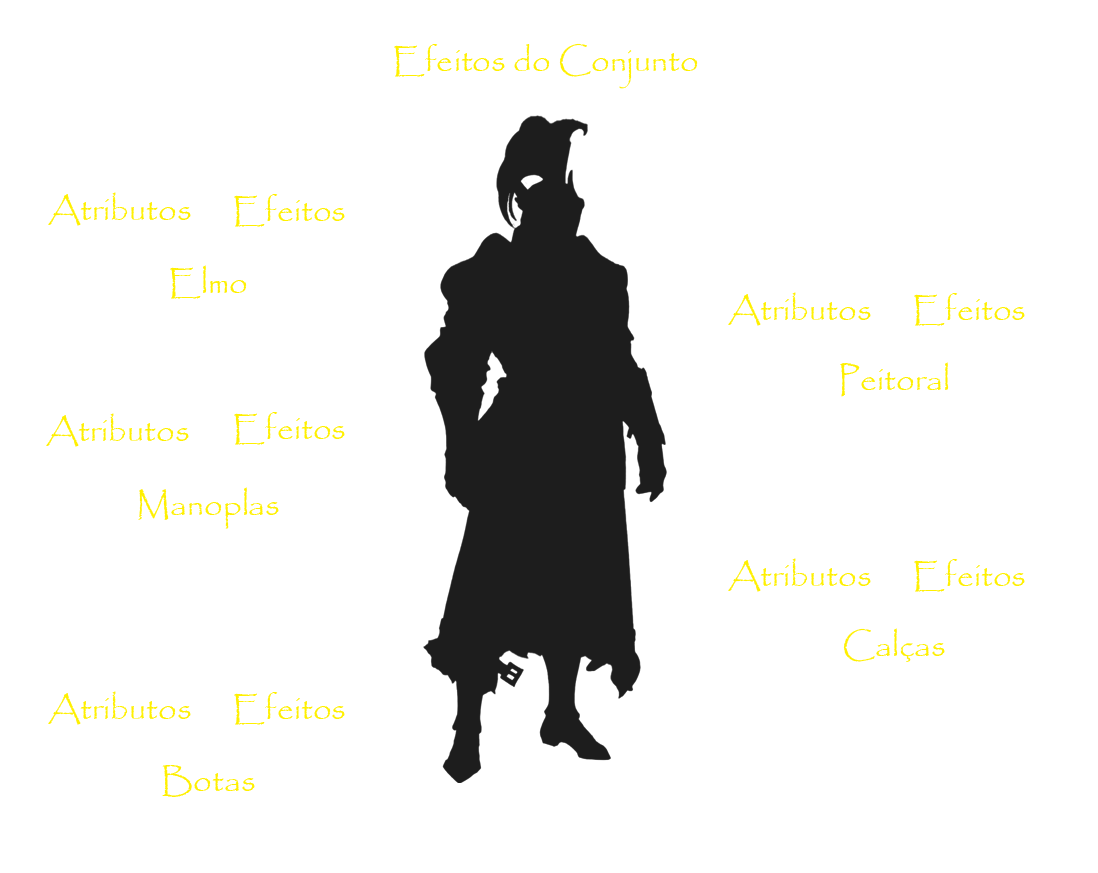 Efeitos do Conjunto
Atributos Efeitos
Elmo
Atributos Efeitos
Peitoral
Atributos Efeitos
Manoplas
Atributos Efeitos
Calças
Atributos Efeitos
Botas